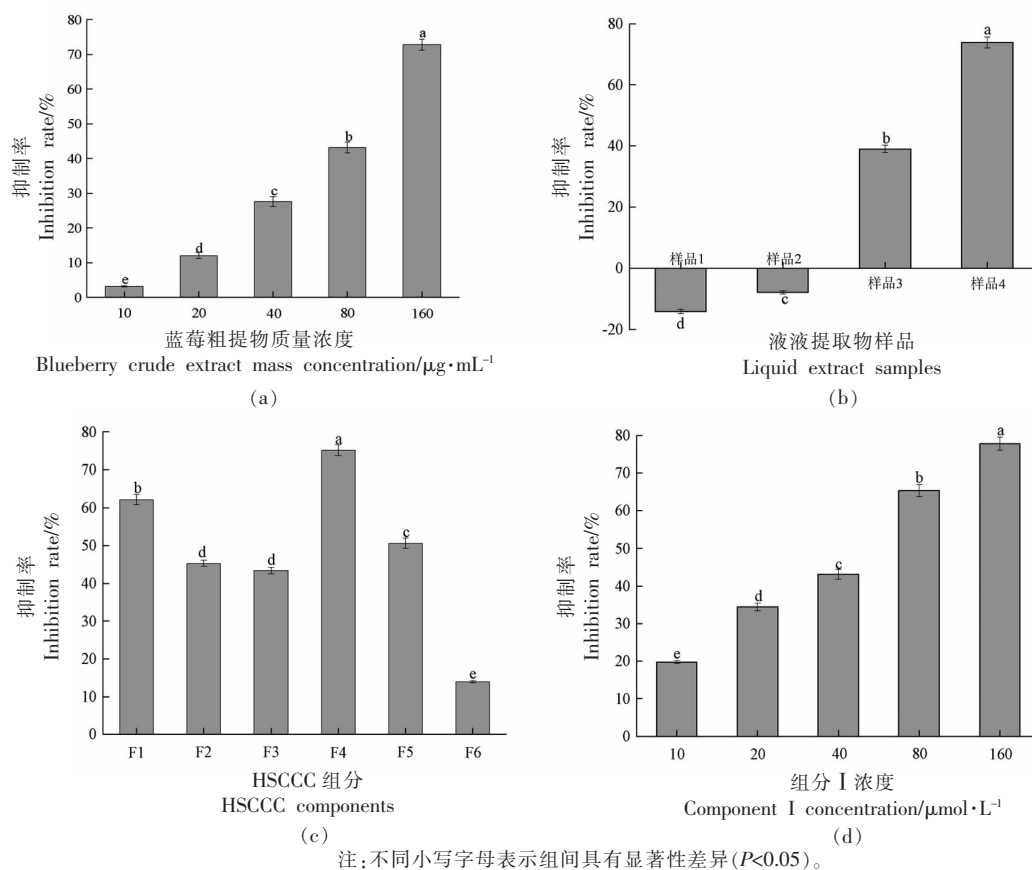 80
70
60
50
40
30
20
10
0
抑制率
Inhibition rate/%
e
d
c
b
a
10 20 40 80 160
蓝莓粗提物质量浓度
Blueberry crude extract mass concentration/μg·mL⁻¹
(a)
80
60
40
20
0
-20
抑制率
Inhibition rate/%
a
b
样品1 样品2
样品3 样品4
d
c
液液提取物样品
Liquid extract samples
(b)
80
70
60
50
40
30
20
10
0
抑制率
Inhibition rate/%
b
d
d
a
c
e
F1 F2 F3 F4 F5 F6
HSCCC 组分
HSCCC components
(c)
80
70
60
50
40
30
20
10
0
抑制率
Inhibition rate/%
e
d
c
b
a
10 20 40 80 160
组分 I 浓度
Component I concentration/μmol·L⁻¹
(d)
注:不同小写字母表示组间具有显著性差异(P<0.05)。